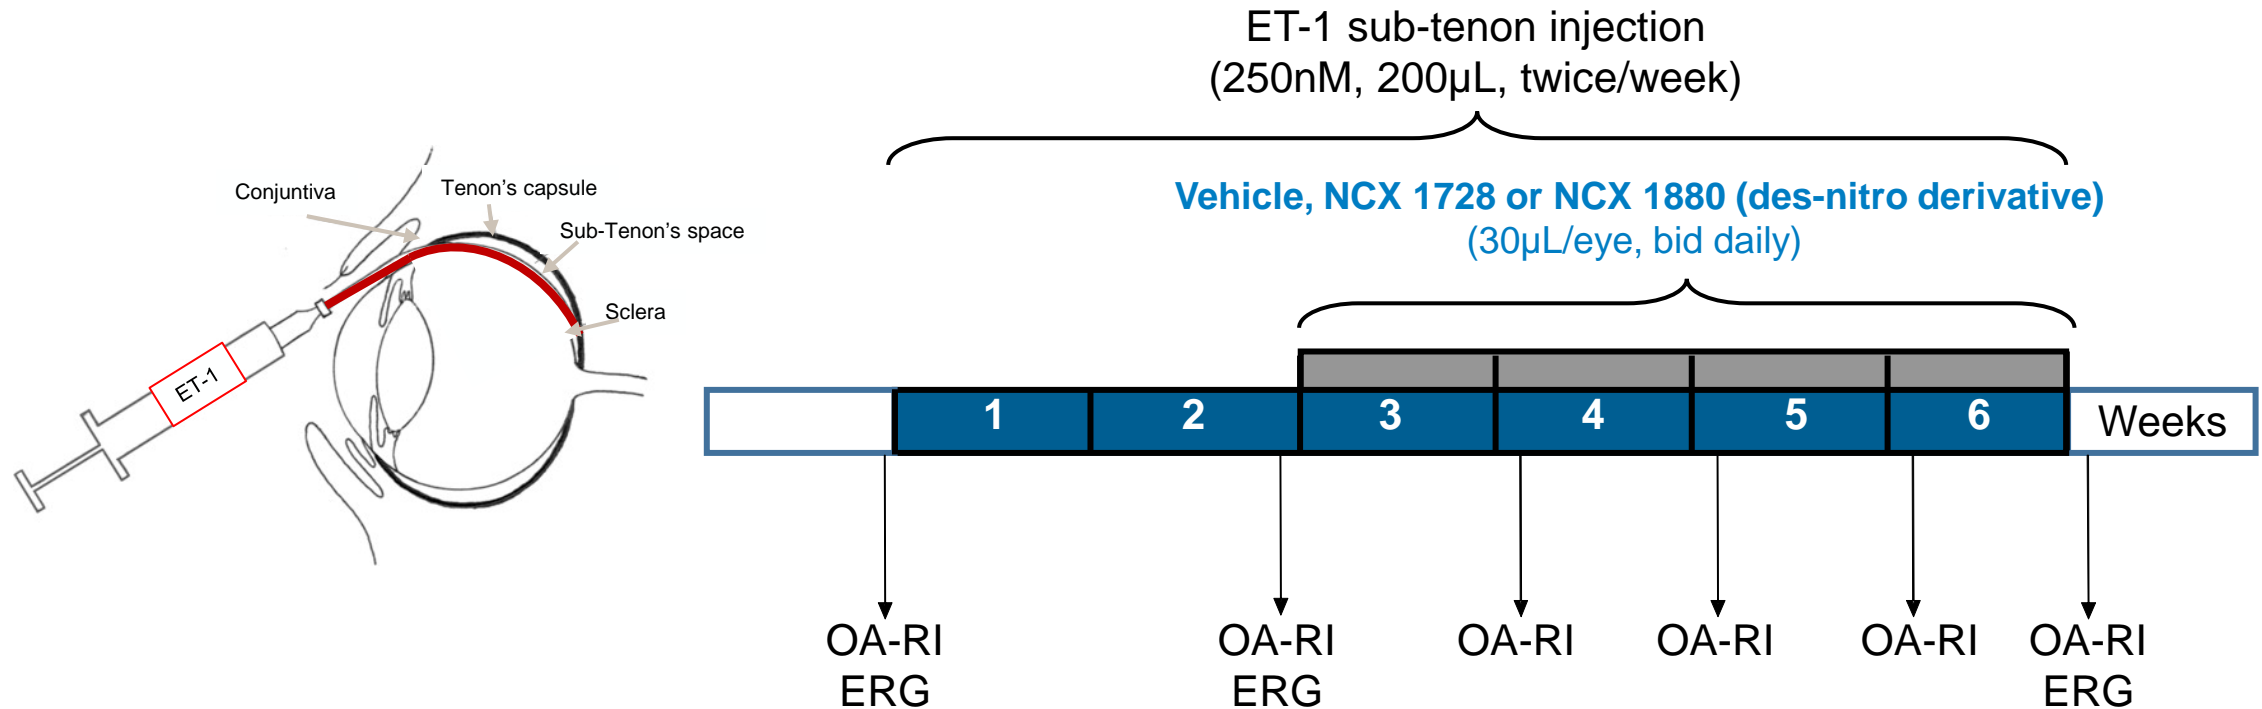 ET-1 sub-tenon injection
(250nM, 200µL, twice/week)
Conjuntiva
Tenon's capsule
Sub-Tenon's space
Sclera
ET-1
Vehicle, NCX 1728 or NCX 1880 (des-nitro derivative)
(30µL/eye, bid daily)
1 2 3 4 5 6 Weeks
OA-RI OA-RI OA-RI OA-RI OA-RI OA-RI
ERG ERG ERG